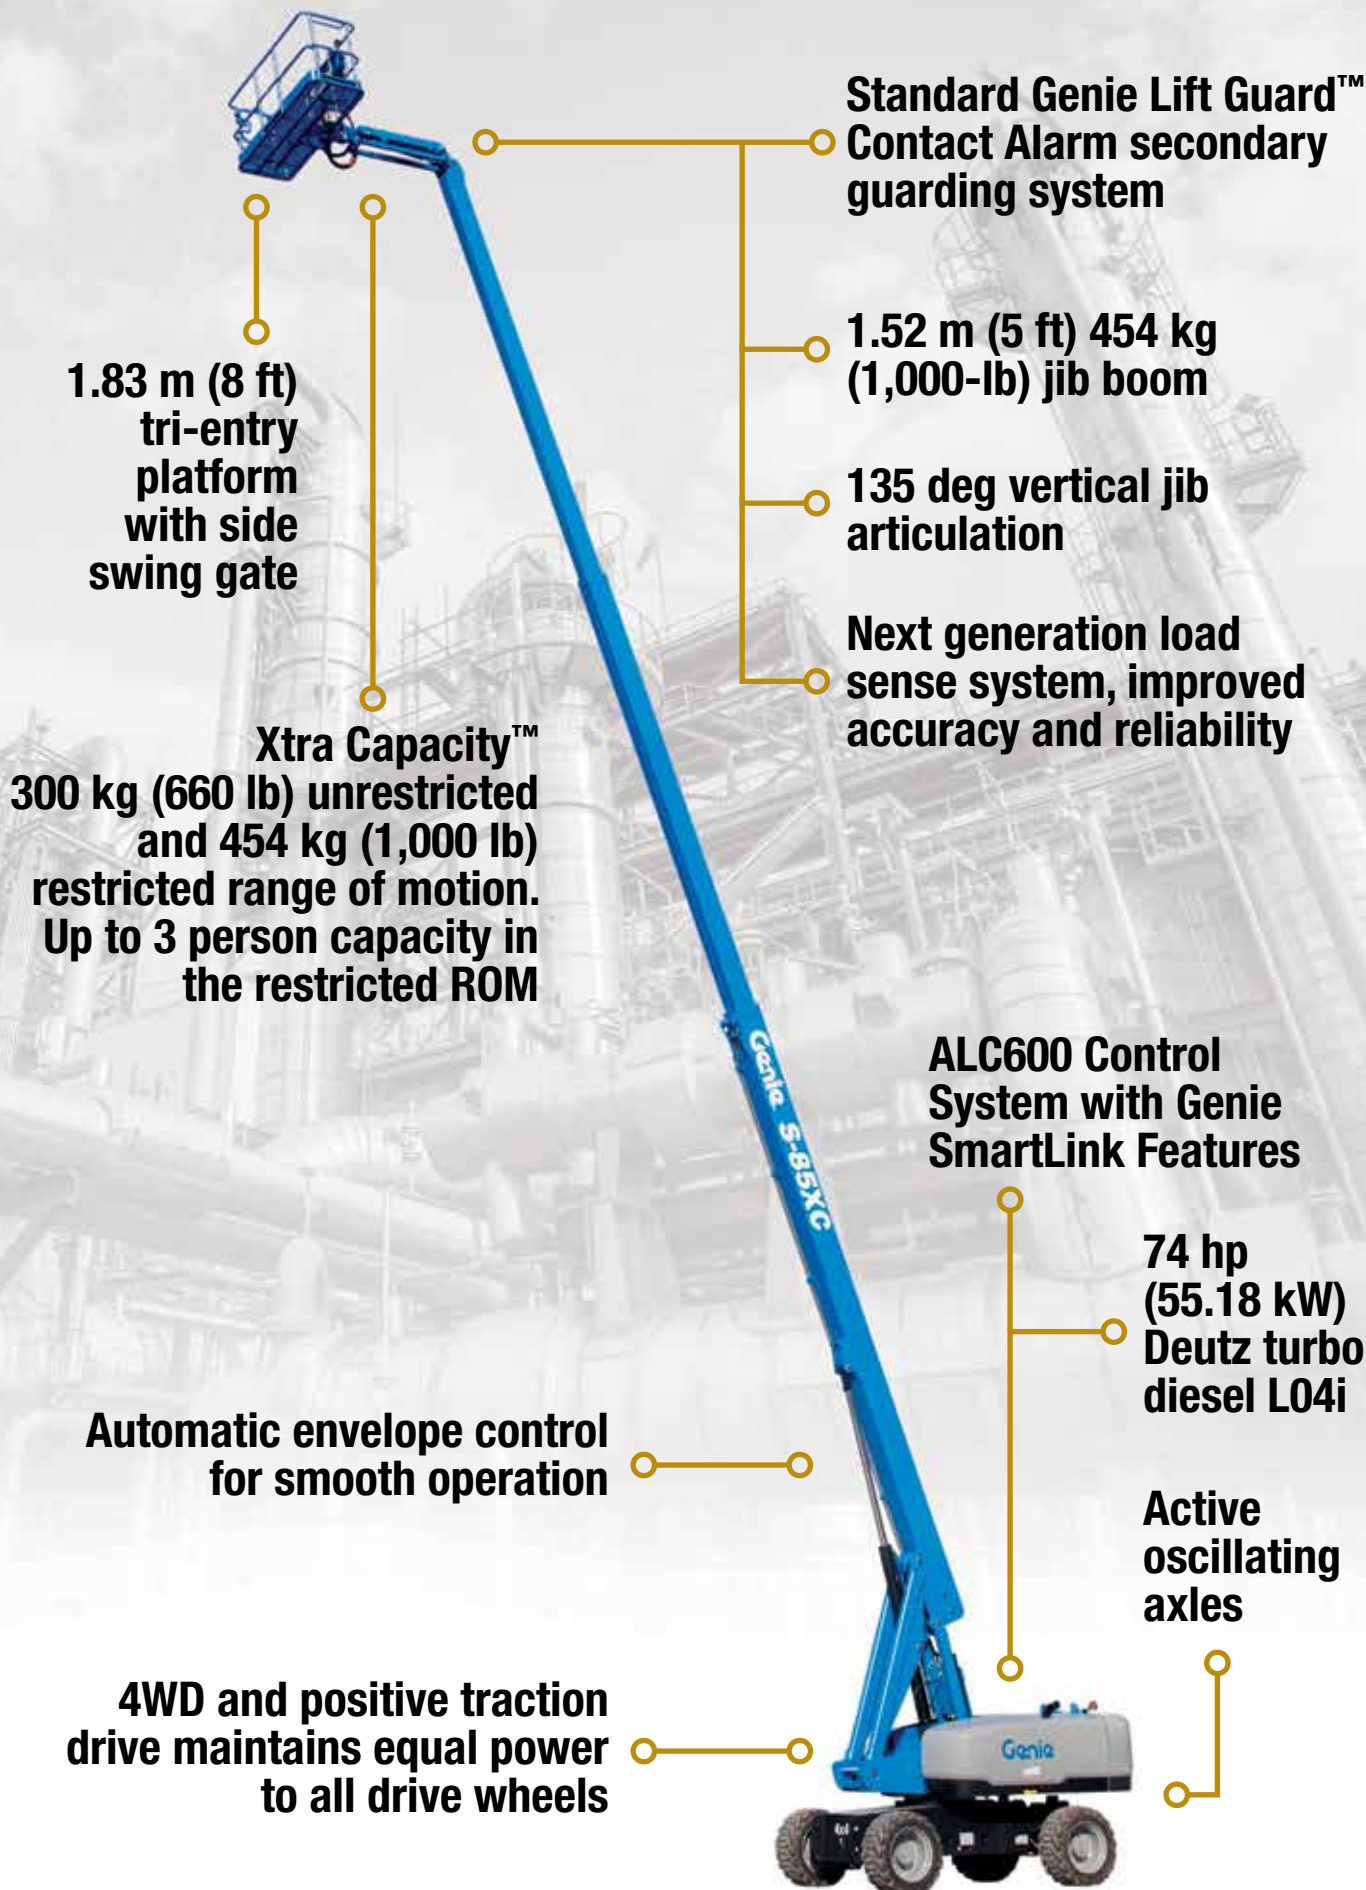 Standard Genie Lift Guard™
Contact Alarm secondary
guarding system
1.83 m (8 ft)
tri-entry
platform
with side
swing gate
1.52 m (5 ft) 454 kg
(1,000-lb) jib boom
135 deg vertical jib
articulation
Next generation load
sense system, improved
accuracy and reliability
Xtra Capacity™
300 kg (660 lb) unrestricted
and 454 kg (1,000 lb)
restricted range of motion.
Up to 3 person capacity in
the restricted ROM
Genie S-85XC
ALC600 Control
System with Genie
SmartLink Features
74 hp
(55.18 kW)
Deutz turbo
diesel L04i
Automatic envelope control
for smooth operation
Active
oscillating
axles
4WD and positive traction
drive maintains equal power
to all drive wheels
Genie
4x4